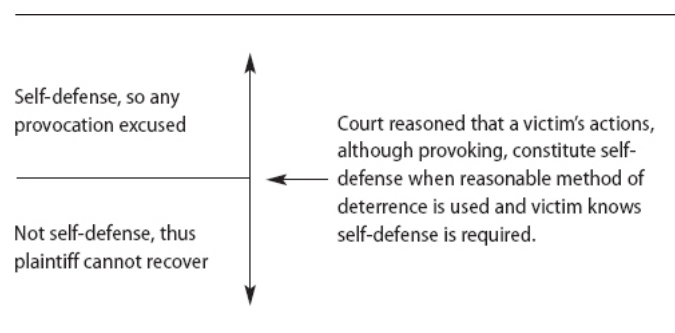 Self-defense, so any
provocation excused
Court reasoned that a victim's actions,
although provoking, constitute self-
defense when reasonable method of
deterrence is used and victim knows
self-defense is required.
Not self-defense, thus
plaintiff cannot recover